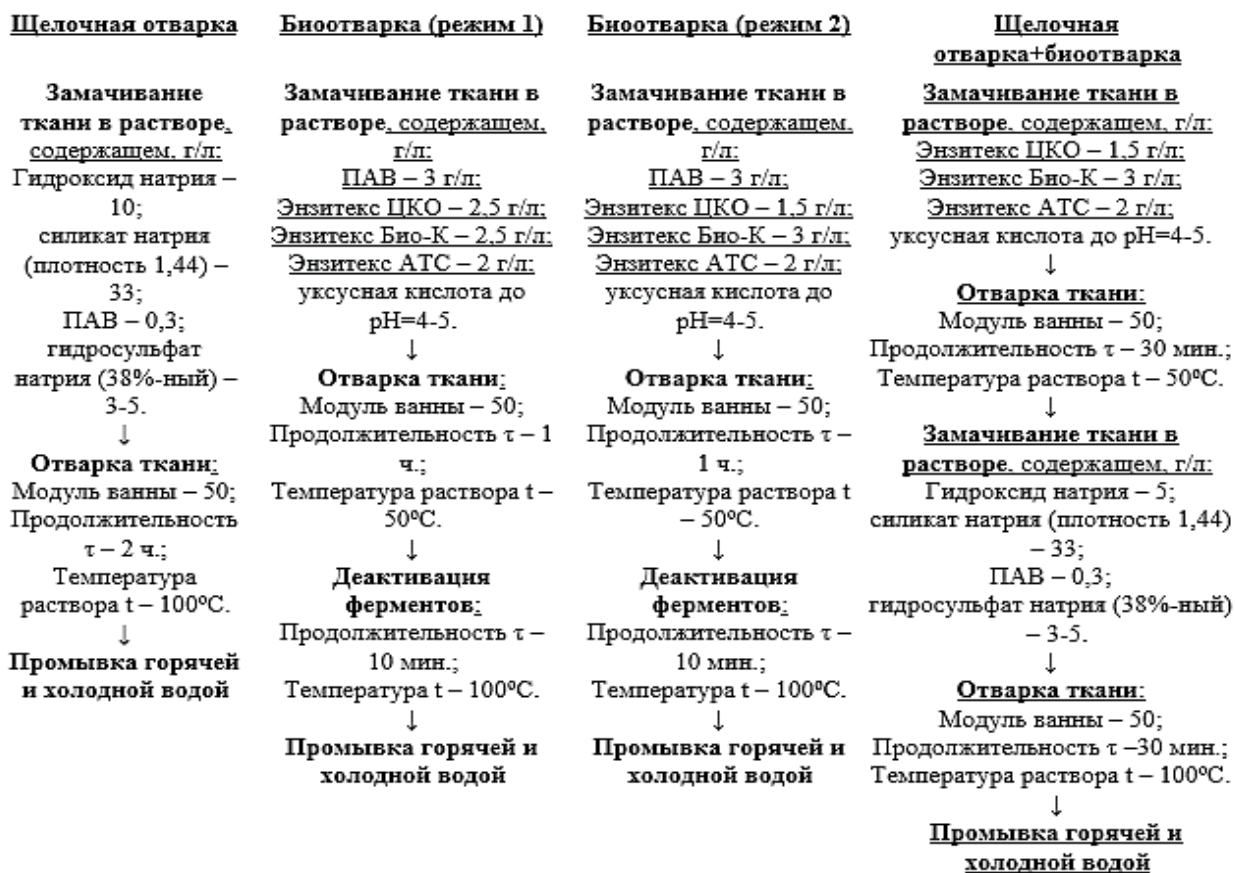 Щелочная отварка
Замачивание
ткани в растворе,
содержащем, г/л:
Гидроксид натрия –
10;
силикат натрия
(плотность 1,44) –
33;
ПАВ – 0,3;
гидросульфат
натрия (38%-ный) –
3-5.
↓
Отварка ткани:
Модуль ванны – 50;
Продолжительность
τ – 2 ч.;
Температура
раствора t – 100⁰С.
↓
Промывка горячей
и холодной водой
Биоотварка (режим 1)
Замачивание ткани в
растворе, содержащем,
г/л:
ПАВ – 3 г/л;
Энзитекс ЦКО – 2,5 г/л;
Энзитекс Био-К – 2,5 г/л;
Энзитекс АТС – 2 г/л;
уксусная кислота до
рН=4-5.
↓
Отварка ткани:
Модуль ванны – 50;
Продолжительность τ – 1
ч.;
Температура раствора t –
50⁰С.
↓
Деактивация
ферментов:
Продолжительность τ –
10 мин.;
Температура t – 100⁰С.
↓
Промывка горячей и
холодной водой
Биоотварка (режим 2)
Замачивание ткани в
растворе, содержащем,
г/л:
ПАВ – 3 г/л;
Энзитекс ЦКО – 1,5 г/л;
Энзитекс Био-К – 3 г/л;
Энзитекс АТС – 2 г/л;
уксусная кислота до
рН=4-5.
↓
Отварка ткани:
Модуль ванны – 50;
Продолжительность τ –
1 ч.;
Температура раствора t
– 50⁰С.
↓
Деактивация
ферментов:
Продолжительность τ –
10 мин.;
Температура t – 100⁰С.
↓
Промывка горячей и
холодной водой
Щелочная
отварка+биоотварка
Замачивание ткани в
растворе, содержащем, г/л:
Энзитекс ЦКО – 1,5 г/л;
Энзитекс Био-К – 3 г/л;
Энзитекс АТС – 2 г/л;
уксусная кислота до рН=4-5.
↓
Отварка ткани:
Модуль ванны – 50;
Продолжительность τ – 30 мин.;
Температура раствора t – 50⁰С.
↓
Замачивание ткани в
растворе, содержащем, г/л:
Гидроксид натрия – 5;
силикат натрия (плотность 1,44)
– 33;
ПАВ – 0,3;
гидросульфат натрия (38%-ный)
– 3-5.
↓
Отварка ткани:
Модуль ванны – 50;
Продолжительность τ –30 мин.;
Температура раствора t – 100⁰С.
↓
Промывка горячей и
холодной водой